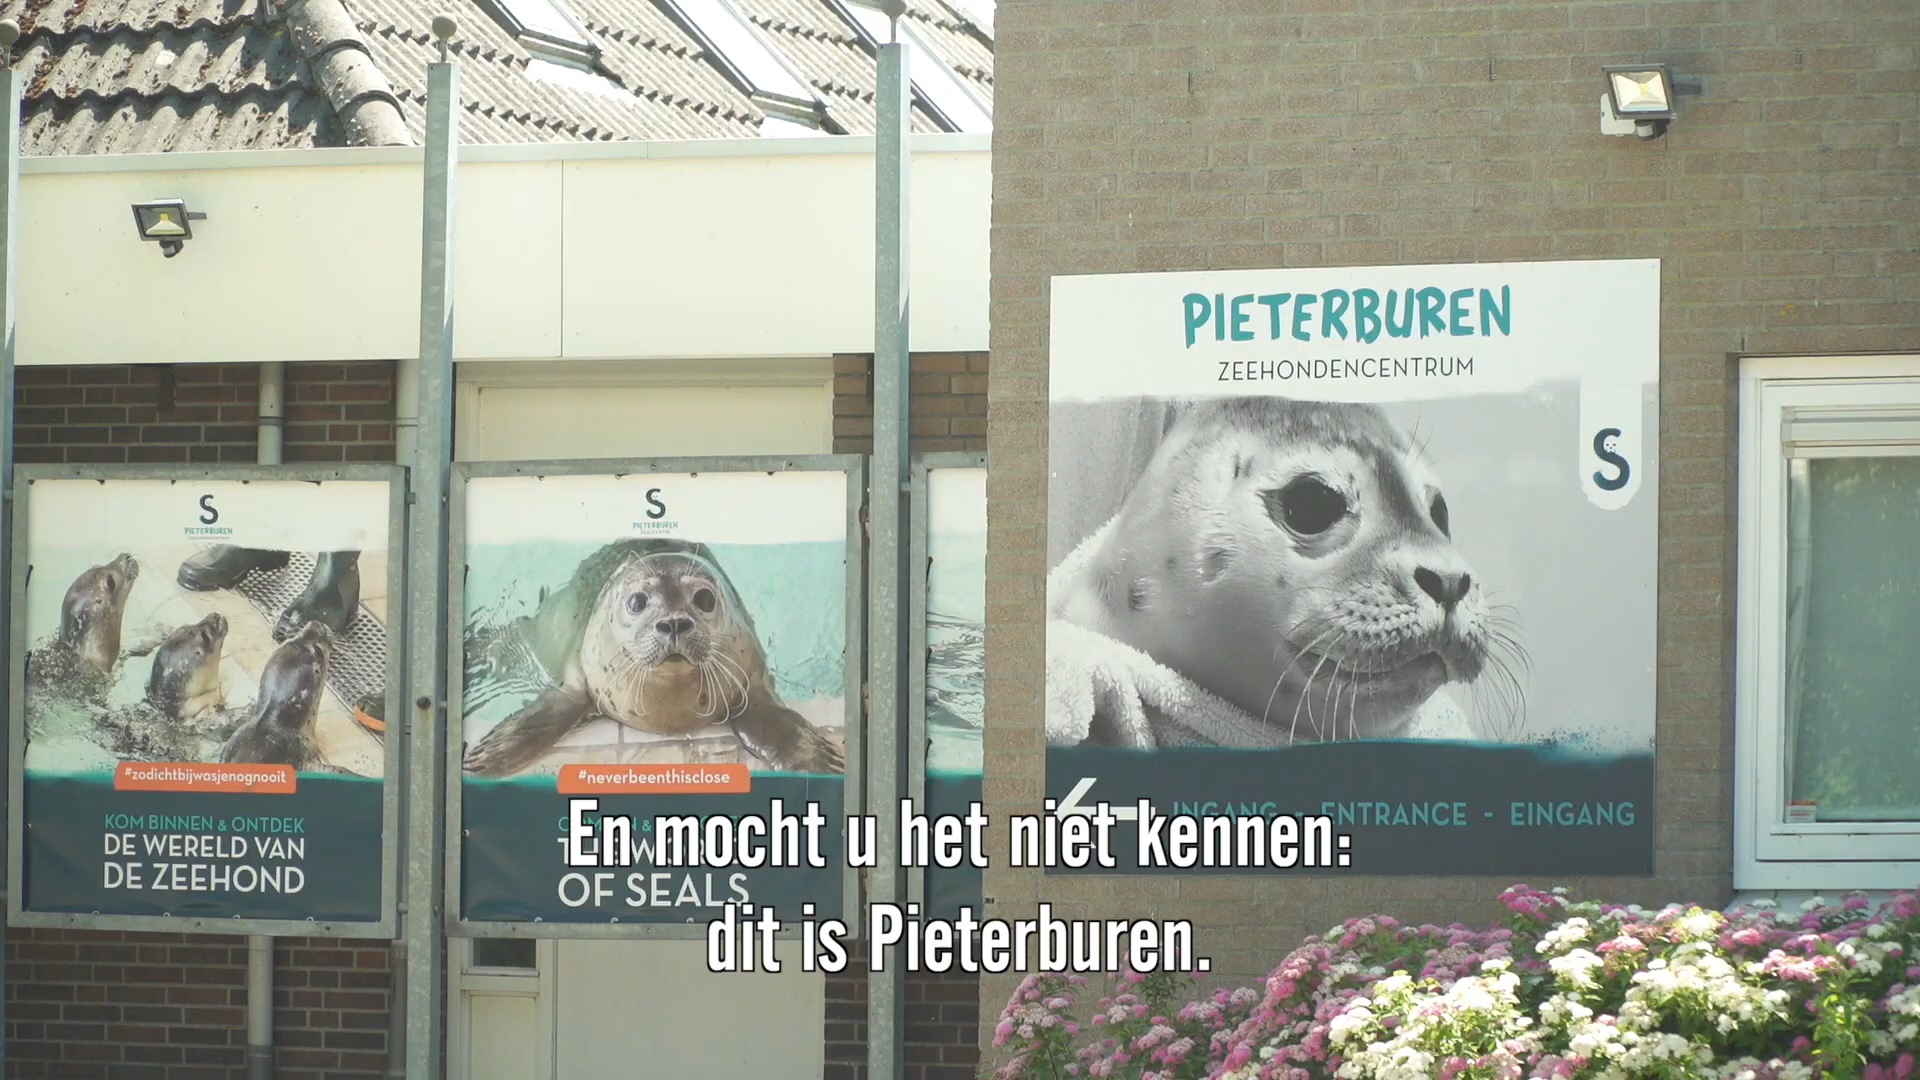 PIETERBUREN
ZEEHONDENCENTRUM
S
INGANG - ENTRANCE - EINGANG
S
PIETERBUREN
#zodichtbijwasjenognooit
KOM BINNEN & ONTDEK
DE WERELD VAN
DE ZEEHOND
S
PIETERBUREN
#neverbeenthisclose
OF SEALS
En mocht u het niet kennen:
dit is Pieterburen.